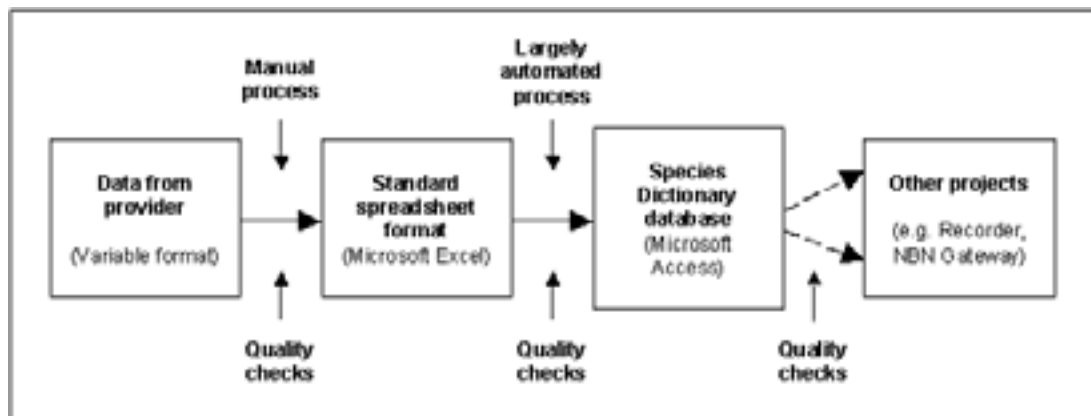 Manual
process
Largely
automated
process
Data from
provider
(Variable format)
Standard
spreadsheet
format
(Microsoft Excel)
Species
Dictionary
database
(Microsoft
Access)
Other projects
(e.g. Recorder,
NBN Gateway)
Quality
checks
Quality
checks
Quality
checks